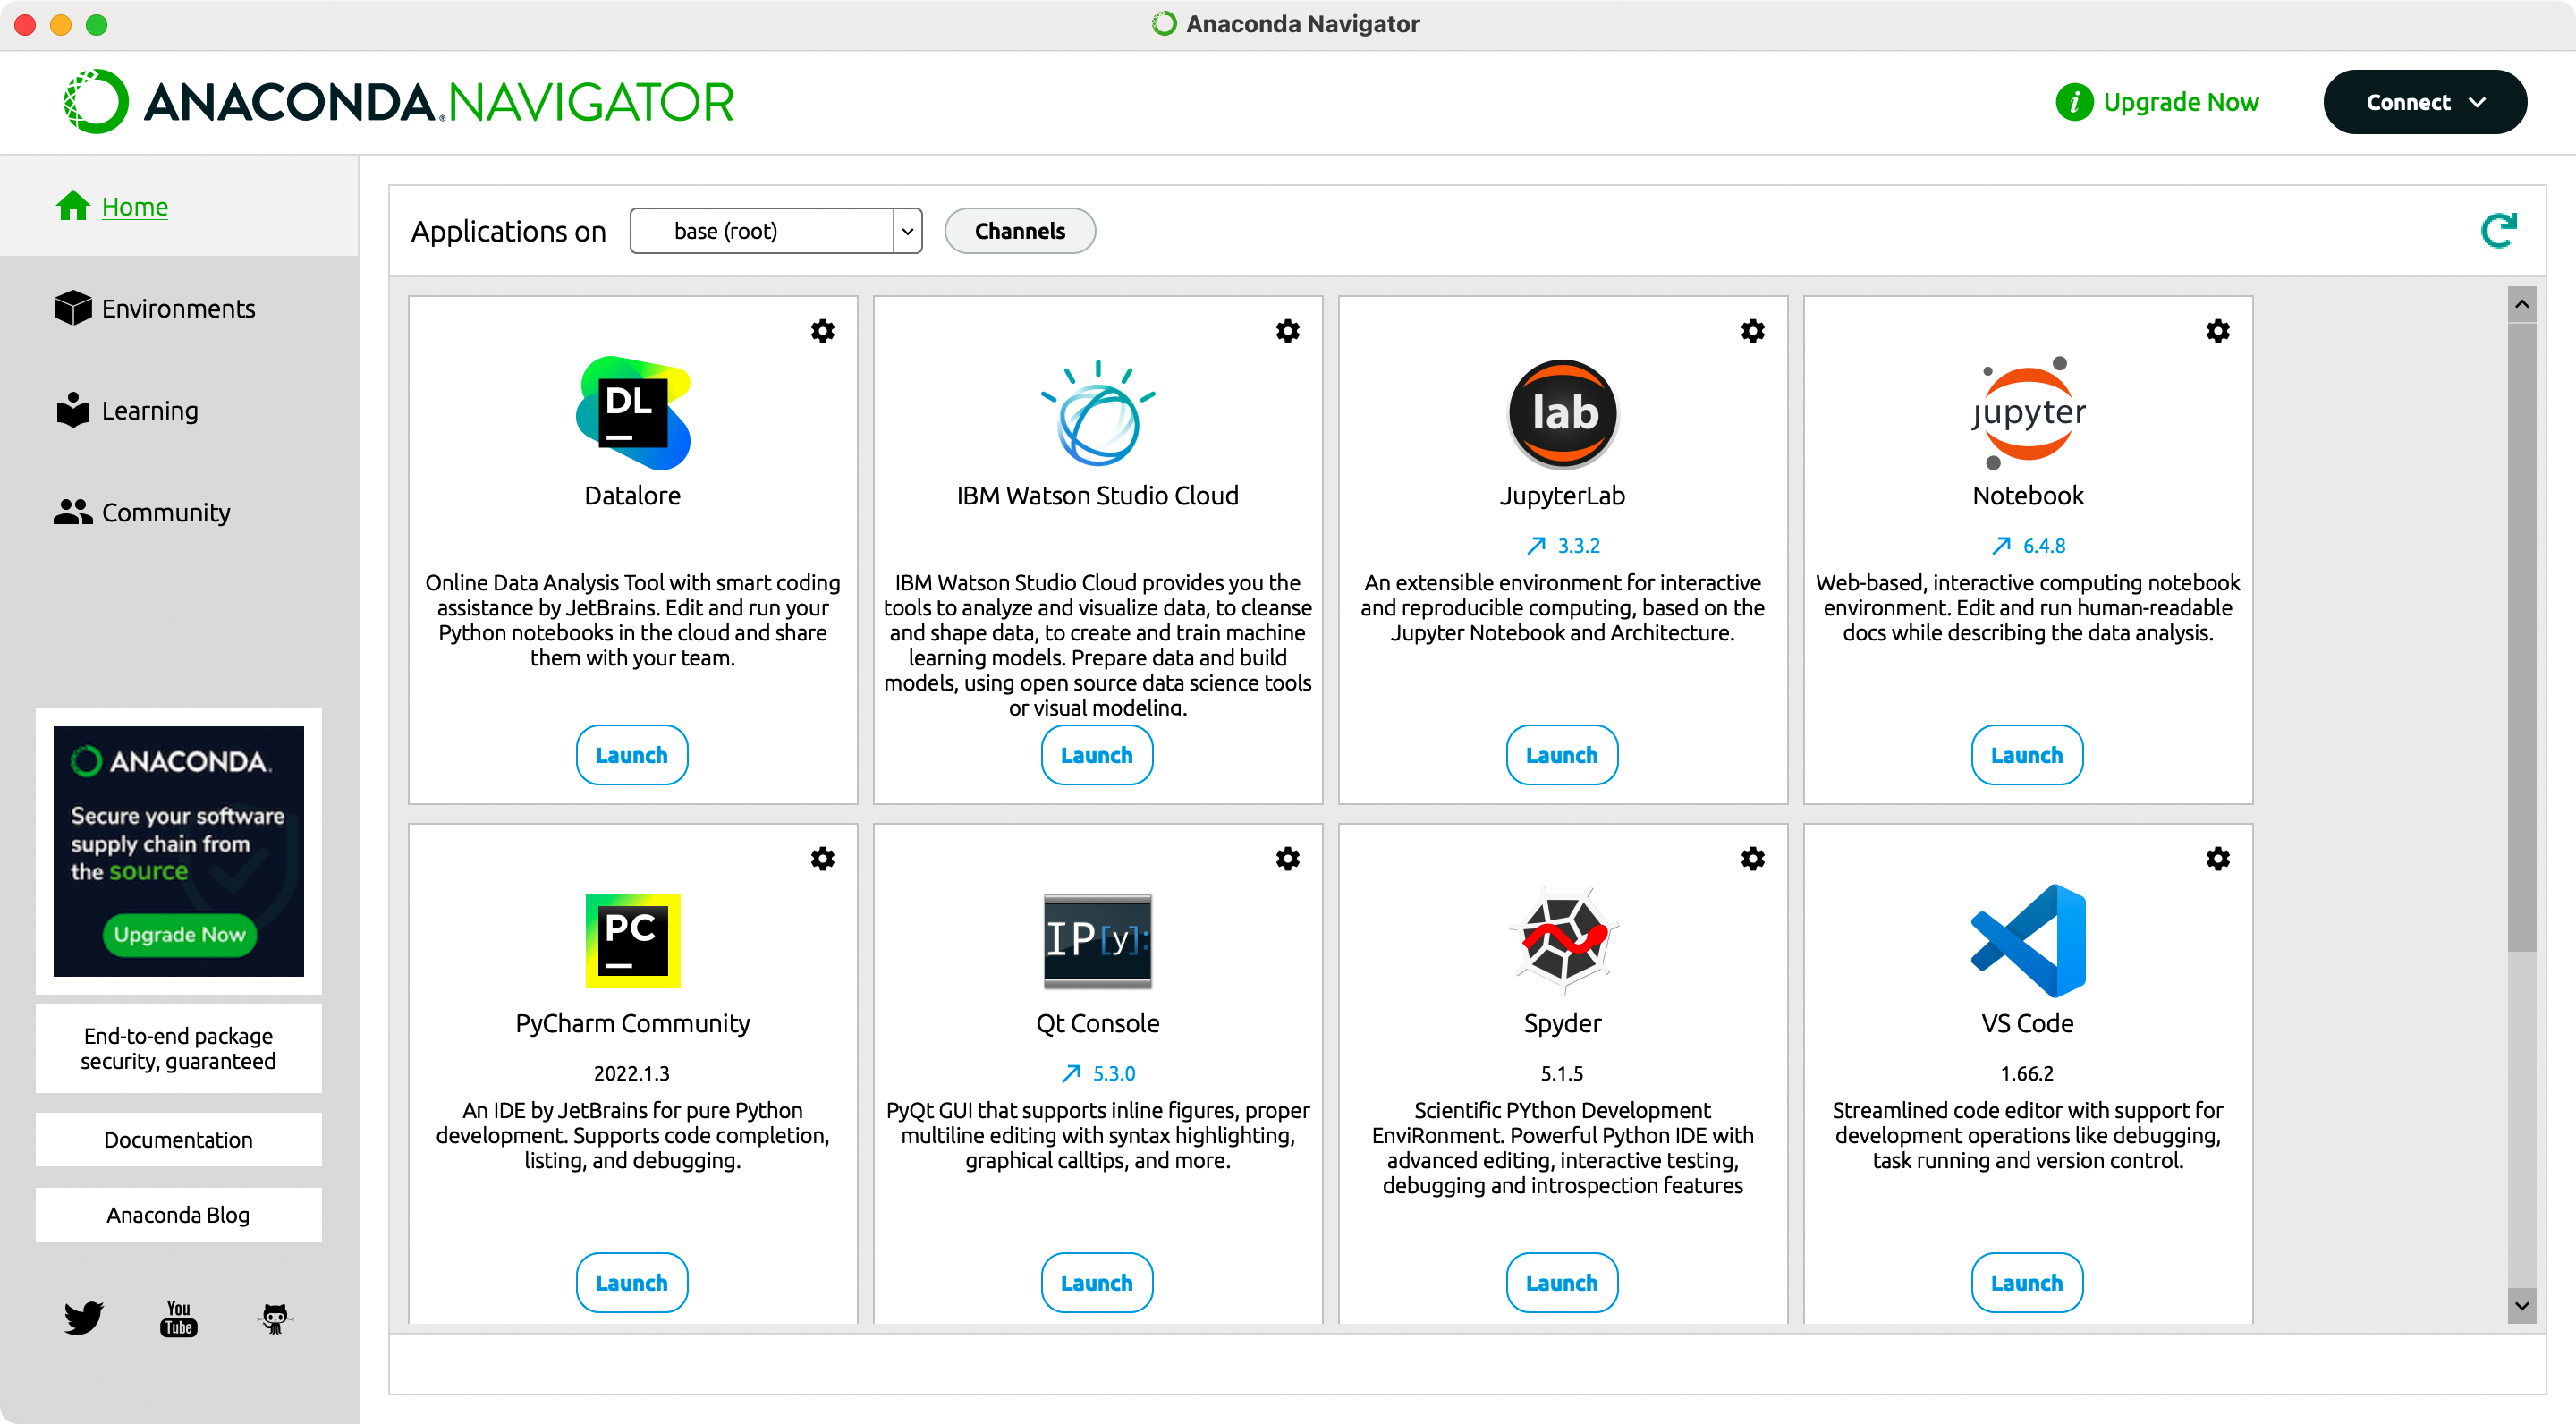 Anaconda Navigator
ANACONDA.NAVIGATOR
Upgrade Now
Connect
Home
Environments
Learning
Community
ANACONDA.
Secure your software
supply chain from
the source
Upgrade Now
End-to-end package
security, guaranteed
Documentation
Anaconda Blog
You
Tube
Applications on
base (root)
Channels
DL
Datalore
Online Data Analysis Tool with smart coding
assistance by JetBrains. Edit and run your
Python notebooks in the cloud and share
them with your team.
Launch
IBM Watson Studio Cloud
IBM Watson Studio Cloud provides you the
tools to analyze and visualize data, to cleanse
and shape data, to create and train machine
learning models. Prepare data and build
models, using open source data science tools
or visual modeling.
Launch
lab
JupyterLab
3.3.2
An extensible environment for interactive
and reproducible computing, based on the
Jupyter Notebook and Architecture.
Launch
jupyter
Notebook
6.4.8
Web-based, interactive computing notebook
environment. Edit and run human-readable
docs while describing the data analysis.
Launch
PC
PyCharm Community
2022.1.3
An IDE by JetBrains for pure Python
development. Supports code completion,
listing, and debugging.
Launch
IP[y]:
Qt Console
5.3.0
PyQt GUI that supports inline figures, proper
multiline editing with syntax highlighting,
graphical calltips, and more.
Launch
Spyder
5.1.5
Scientific PYthon Development
EnviRonment. Powerful Python IDE with
advanced editing, interactive testing,
debugging and introspection features
Launch
VS Code
1.66.2
Streamlined code editor with support for
development operations like debugging,
task running and version control.
Launch